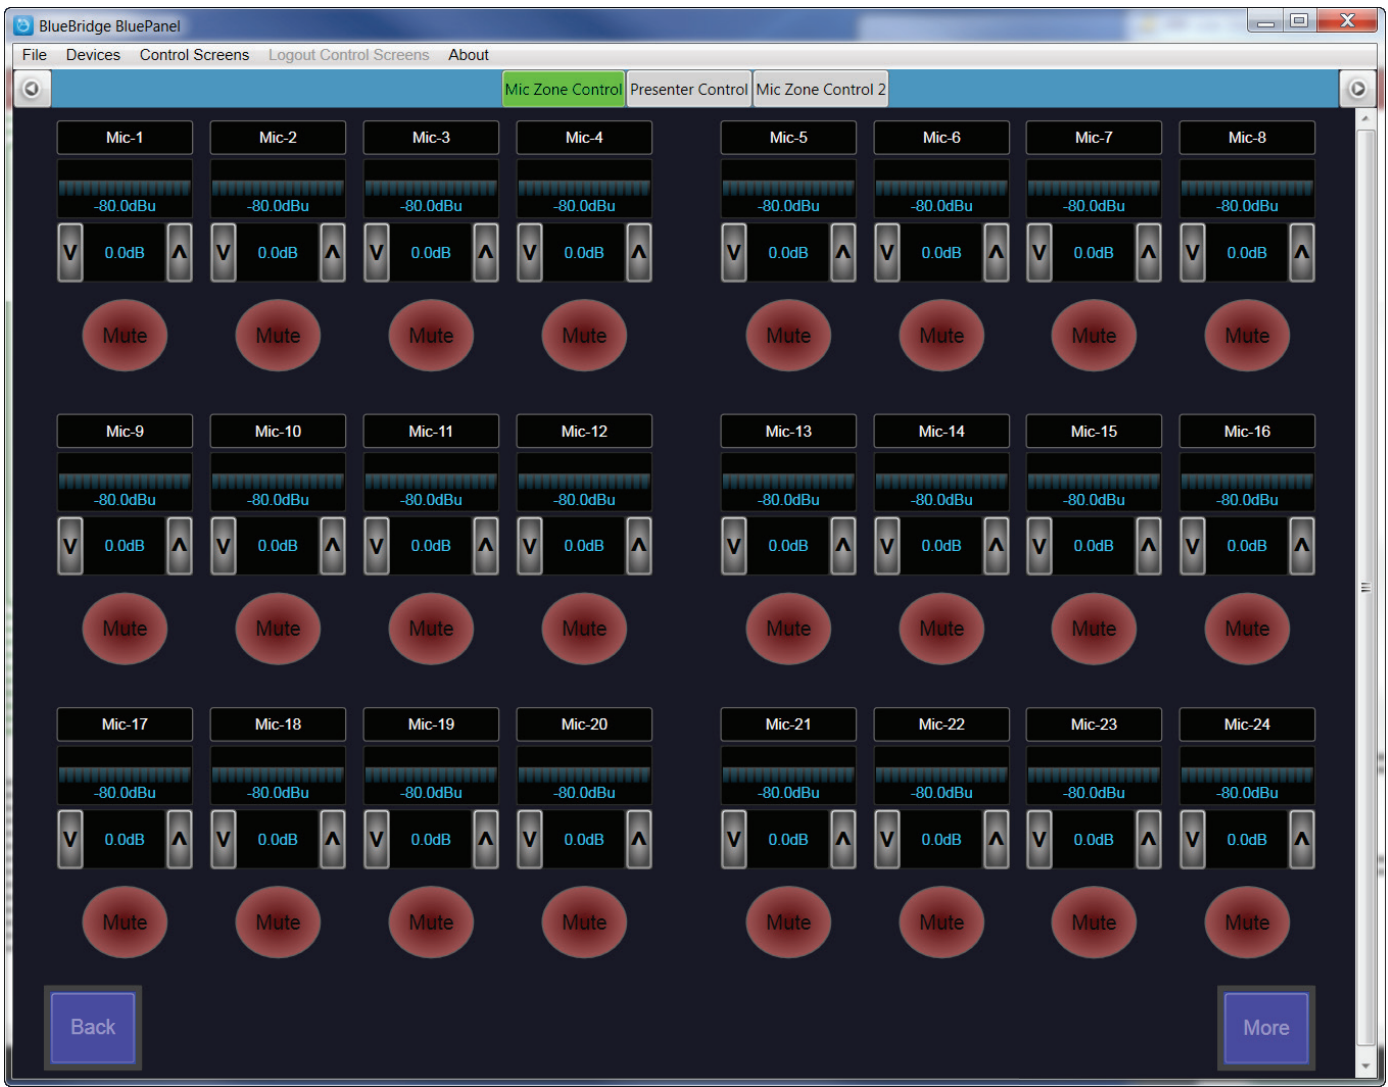 BlueBridge BluePanel
File Devices Control Screens Logout Control Screens About
Mic Zone Control Presenter Control Mic Zone Control 2
Mic-1 Mic-2 Mic-3 Mic-4 Mic-5 Mic-6 Mic-7 Mic-8
-80.0dBu -80.0dBu -80.0dBu -80.0dBu -80.0dBu -80.0dBu -80.0dBu -80.0dBu
V 0.0dB Λ V 0.0dB Λ V 0.0dB Λ V 0.0dB Λ V 0.0dB Λ V 0.0dB Λ V 0.0dB Λ V 0.0dB Λ
Mute Mute Mute Mute Mute Mute Mute Mute
Mic-9 Mic-10 Mic-11 Mic-12 Mic-13 Mic-14 Mic-15 Mic-16
-80.0dBu -80.0dBu -80.0dBu -80.0dBu -80.0dBu -80.0dBu -80.0dBu -80.0dBu
V 0.0dB Λ V 0.0dB Λ V 0.0dB Λ V 0.0dB Λ V 0.0dB Λ V 0.0dB Λ V 0.0dB Λ V 0.0dB Λ
Mute Mute Mute Mute Mute Mute Mute Mute
Mic-17 Mic-18 Mic-19 Mic-20 Mic-21 Mic-22 Mic-23 Mic-24
-80.0dBu -80.0dBu -80.0dBu -80.0dBu -80.0dBu -80.0dBu -80.0dBu -80.0dBu
V 0.0dB Λ V 0.0dB Λ V 0.0dB Λ V 0.0dB Λ V 0.0dB Λ V 0.0dB Λ V 0.0dB Λ V 0.0dB Λ
Mute Mute Mute Mute Mute Mute Mute Mute
Back More